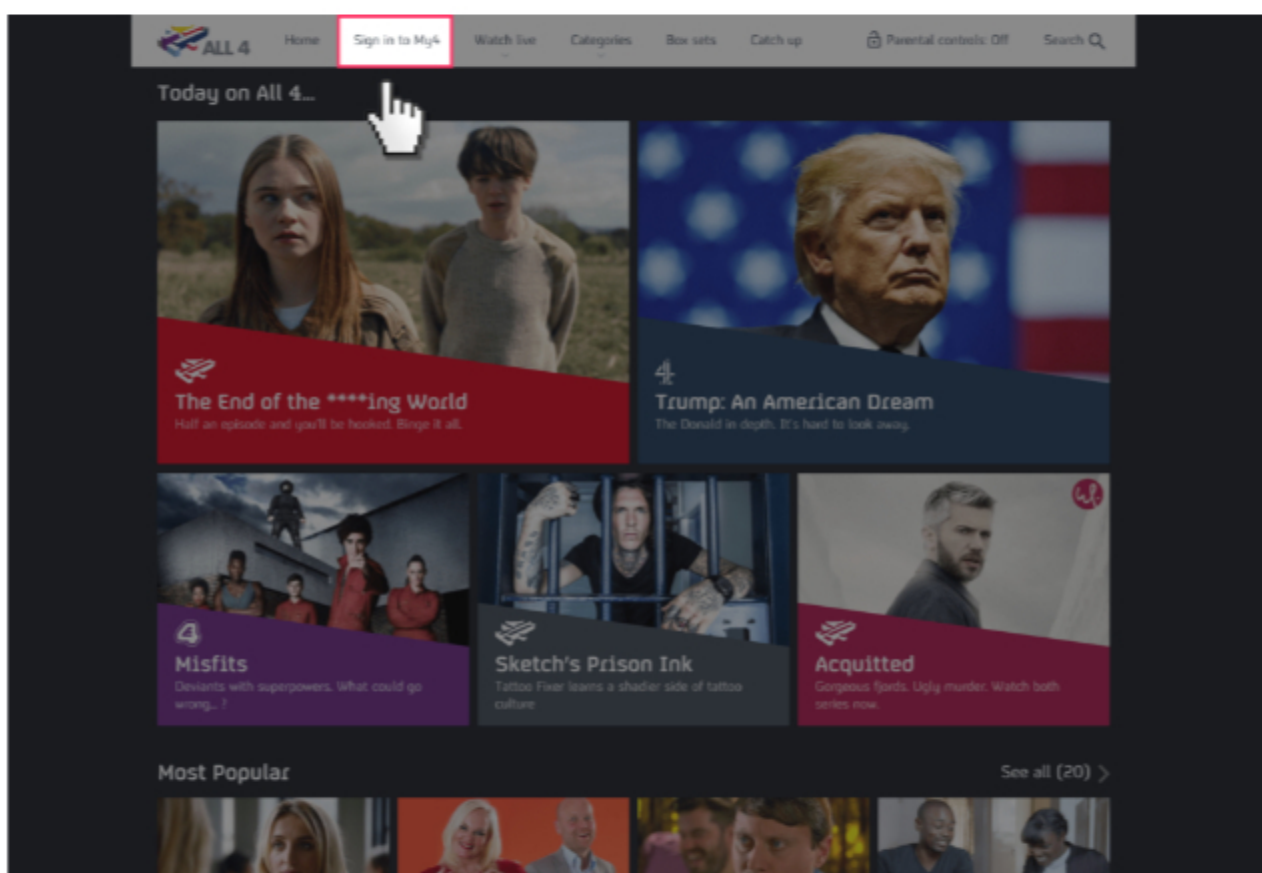 ALL 4
Home
Sign in to My4
Watch live
Categories
Box sets
Catch up
Parental controls: Off
Search
Today on All 4...
4
The End of the ****ing World
Trump: An American Dream
Half an episode and you'll be hooked. Binge it all.
The Donald in depth. It's hard to look away.
4
Misfits
Sketch's Prison Ink
Acquitted
Deviants with superpowers. What could go
wrong... ?
Tattoo Fixer learns a shadier side of tattoo
culture
Gorgeous fjords. Ugly murder. Watch both
series now.
Most Popular
See all (20)